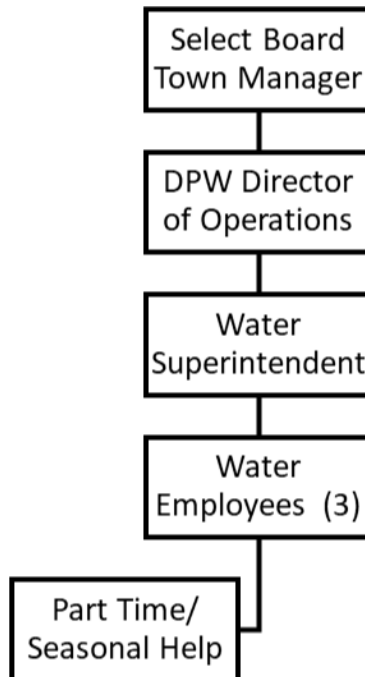 Select Board
Town Manager
DPW Director
of Operations
Water
Superintendent
Water
Employees (3)
Part Time/
Seasonal Help